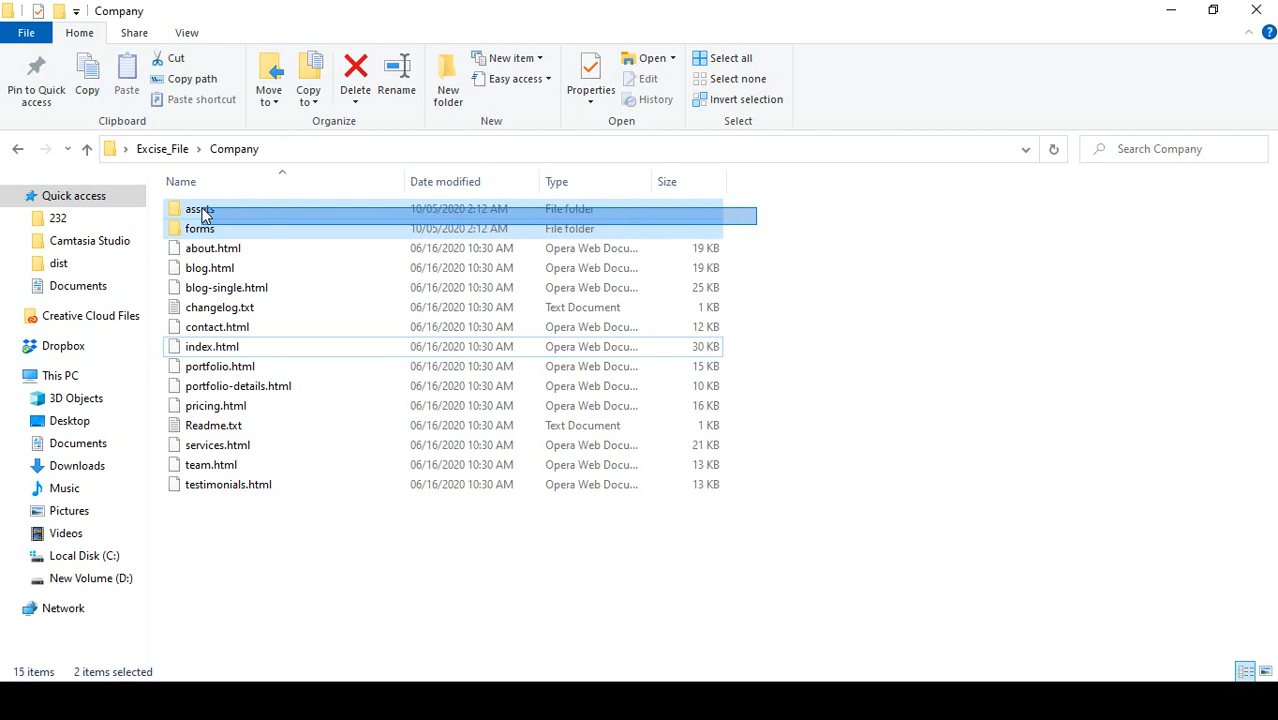 Company
File Home Share View
Pin to Quick access
Copy
Paste
Cut
Copy path
Paste shortcut
Clipboard
Move to
Copy to
Delete
Rename
Organize
New folder
New item
Easy access
New
Properties
Open
Edit
History
Open
Select all
Select none
Invert selection
Select
Excise_File > Company
Search Company
Name Date modified Type Size
Quick access
232
Camtasia Studio
dist
Documents
Creative Cloud Files
Dropbox
This PC
3D Objects
Desktop
Documents
Downloads
Music
Pictures
Videos
Local Disk (C:)
New Volume (D:)
Network
assets 10/05/2020 2:12 AM File folder
forms 10/05/2020 2:12 AM File folder
about.html 06/16/2020 10:30 AM Opera Web Docu... 19 KB
blog.html 06/16/2020 10:30 AM Opera Web Docu... 19 KB
blog-single.html 06/16/2020 10:30 AM Opera Web Docu... 25 KB
changelog.txt 06/16/2020 10:30 AM Text Document 1 KB
contact.html 06/16/2020 10:30 AM Opera Web Docu... 12 KB
index.html 06/16/2020 10:30 AM Opera Web Docu... 30 KB
portfolio.html 06/16/2020 10:30 AM Opera Web Docu... 15 KB
portfolio-details.html 06/16/2020 10:30 AM Opera Web Docu... 10 KB
pricing.html 06/16/2020 10:30 AM Opera Web Docu... 16 KB
Readme.txt 06/16/2020 10:30 AM Text Document 1 KB
services.html 06/16/2020 10:30 AM Opera Web Docu... 21 KB
team.html 06/16/2020 10:30 AM Opera Web Docu... 13 KB
testimonials.html 06/16/2020 10:30 AM Opera Web Docu... 13 KB
15 items 2 items selected